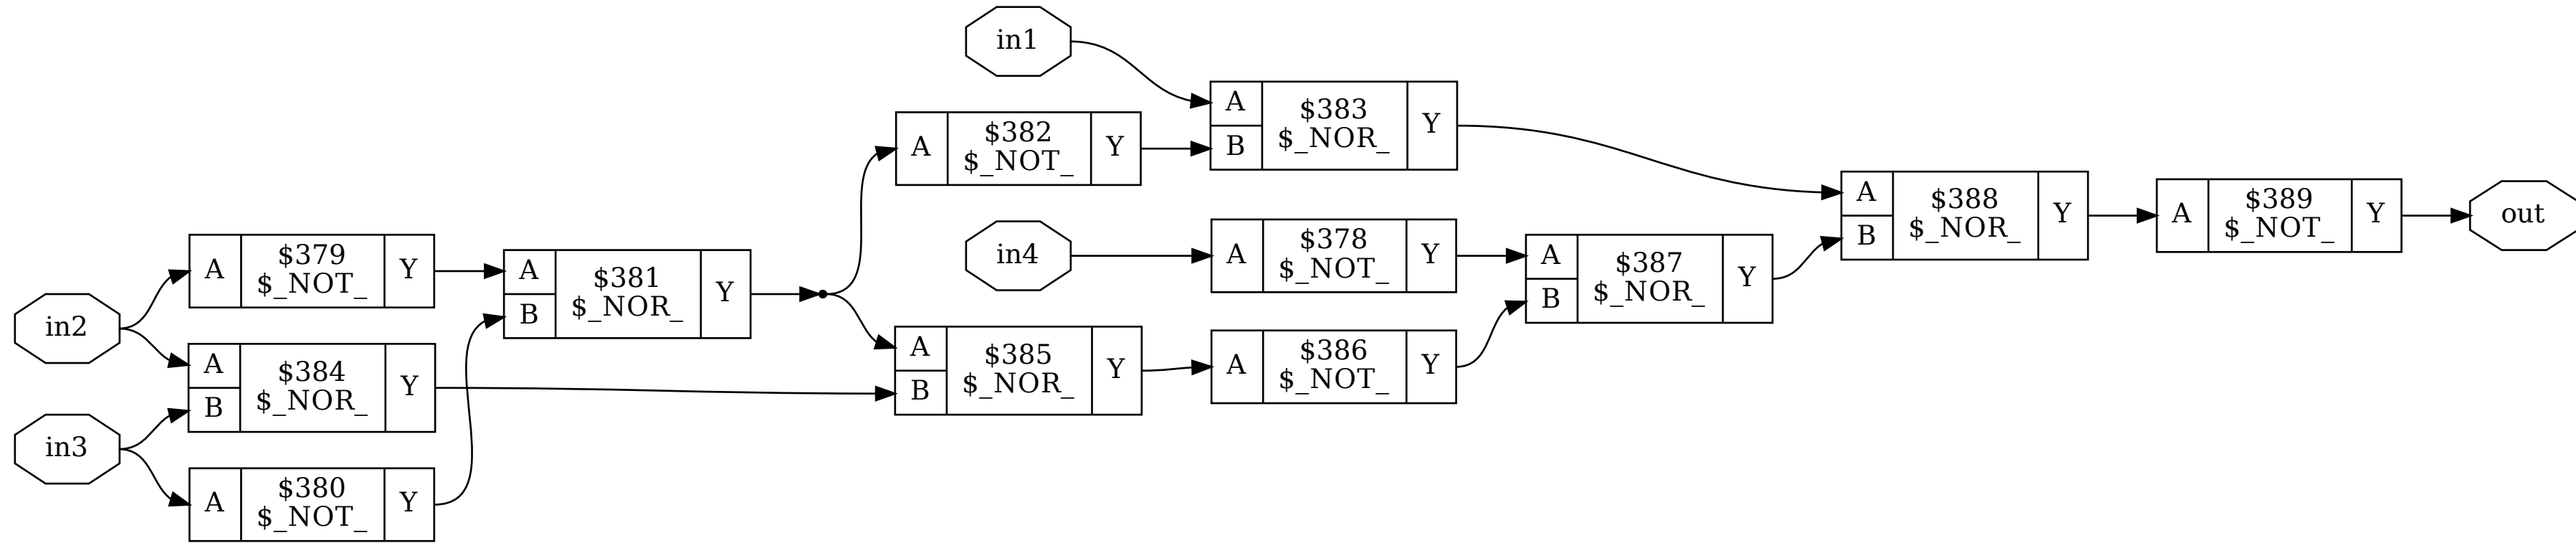 in1
A
B
$383
$_NOR_
Y
A
$382
$_NOT_
Y
A
B
$388
$_NOR_
Y
A
$389
$_NOT_
Y
out
in4
A
$378
$_NOT_
Y
A
$379
$_NOT_
Y
A
B
$381
$_NOR_
Y
A
B
$387
$_NOR_
Y
in2
A
B
$384
$_NOR_
Y
A
B
$385
$_NOR_
Y
A
$386
$_NOT_
Y
in3
A
$380
$_NOT_
Y